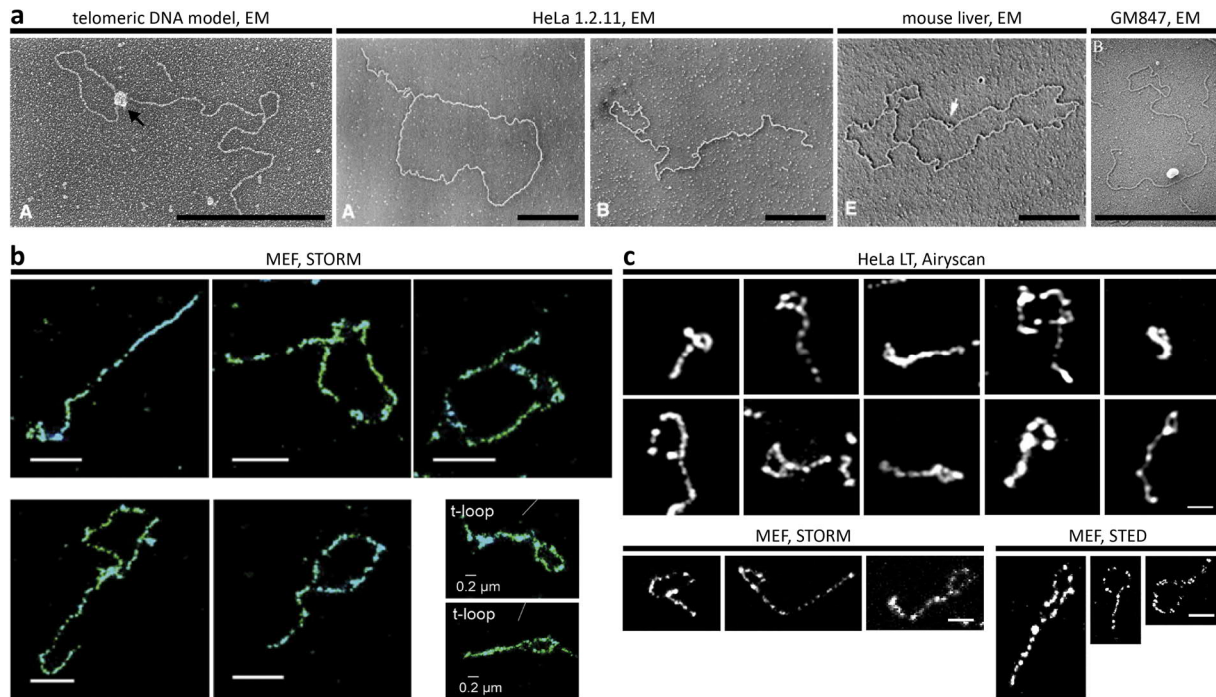 a
telomeric DNA model, EM
HeLa 1.2.11, EM
mouse liver, EM
GM847, EM
A
A
B
E
B
b
MEF, STORM
t-loop
0.2 µm
t-loop
0.2 µm
c
HeLa LT, Airyscan
MEF, STORM
MEF, STED